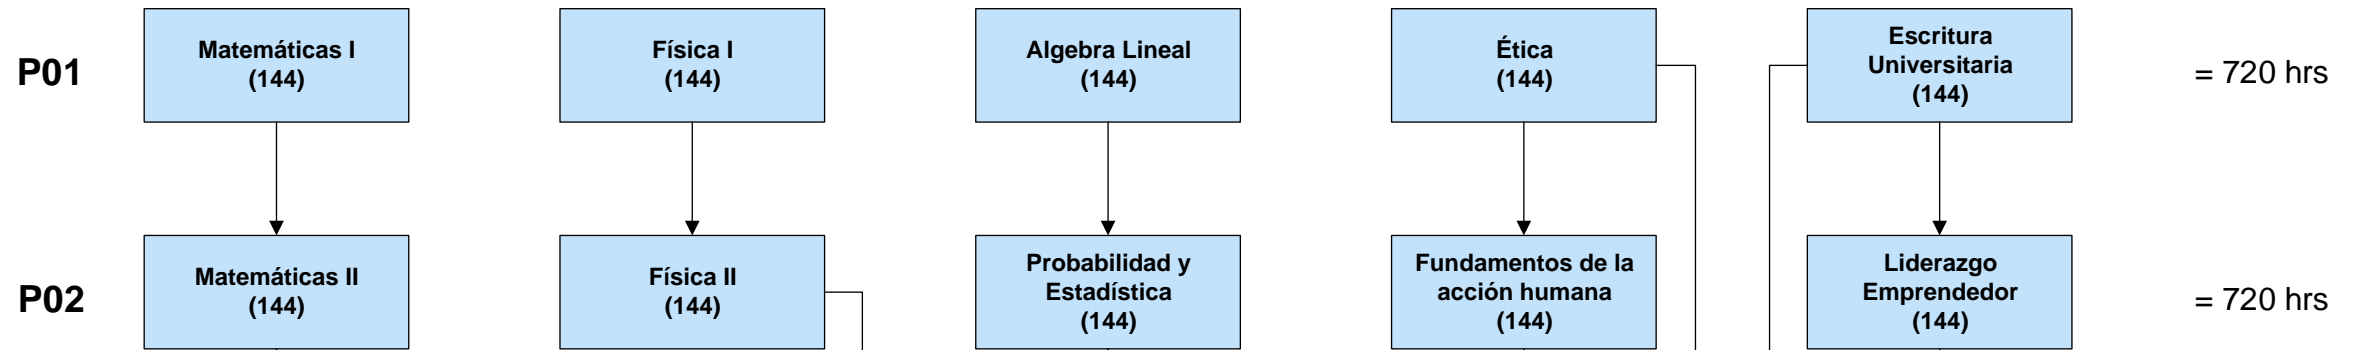 P01
Matemáticas I
(144)
Física I
(144)
Algebra Lineal
(144)
Ética
(144)
Escritura
Universitaria
(144)
= 720 hrs
P02
Matemáticas II
(144)
Física II
(144)
Probabilidad y
Estadística
(144)
Fundamentos de la
acción humana
(144)
Liderazgo
Emprendedor
(144)
= 720 hrs